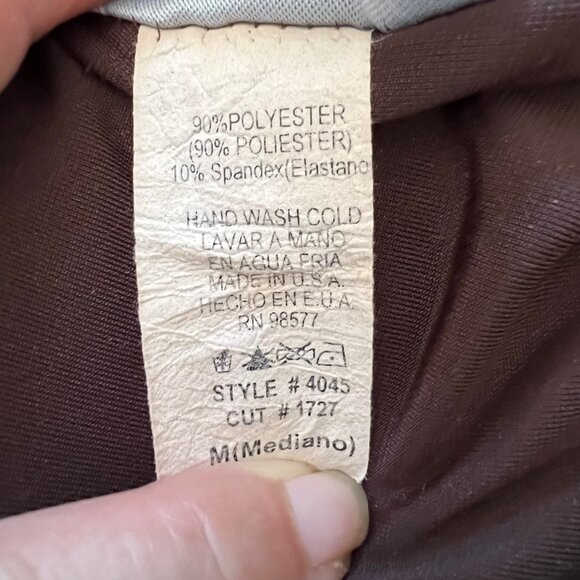 90%POLYESTER
(90% POLIESTER)
10% Spandex(Elastano
HAND WASH COLD
LAVAR A MANO
EN AGUA FRIA
MADE IN U.S.A.
HECHO EN E.U.A.
RN 98577
STYLE # 4045
CUT # 1727
M(Mediano)